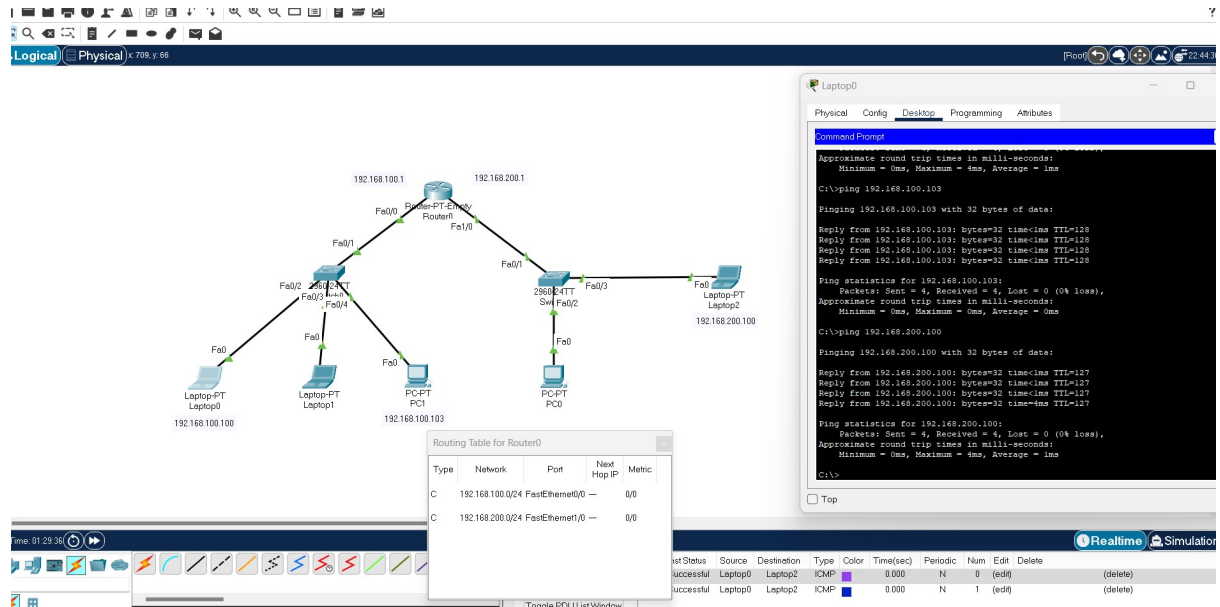 Logical Physical x: 709, y: 66 [Root] 22:44:3
192.168.100.1
192.168.200.1
Router-PT-Empty
Router0
Fa0/0
Fa1/0
Fa0/1
Fa0/1
Fa0/2
2960-24TT
Fa0/3
Fa0/4
2960-24TT
Fa0/2
Fa0/3
Fa0
Laptop-PT
Laptop2
192.168.200.100
Fa0
Fa0
Fa0
Fa0
Laptop-PT
Laptop0
192.168.100.100
Laptop-PT
Laptop1
PC-PT
PC1
192.168.100.103
PC-PT
PC0
Laptop0
Physical Config Desktop Programming Attributes
Command Prompt
Approximate round trip times in milli-seconds:
Minimum = 0ms, Maximum = 4ms, Average = 1ms
C:\>ping 192.168.100.103
Pinging 192.168.100.103 with 32 bytes of data:
Reply from 192.168.100.103: bytes=32 time<1ms TTL=128
Reply from 192.168.100.103: bytes=32 time<1ms TTL=128
Reply from 192.168.100.103: bytes=32 time<1ms TTL=128
Reply from 192.168.100.103: bytes=32 time<1ms TTL=128
Ping statistics for 192.168.100.103:
Packets: Sent = 4, Received = 4, Lost = 0 (0% loss),
Approximate round trip times in milli-seconds:
Minimum = 0ms, Maximum = 0ms, Average = 0ms
C:\>ping 192.168.200.100
Pinging 192.168.200.100 with 32 bytes of data:
Reply from 192.168.200.100: bytes=32 time<1ms TTL=127
Reply from 192.168.200.100: bytes=32 time<1ms TTL=127
Reply from 192.168.200.100: bytes=32 time<1ms TTL=127
Reply from 192.168.200.100: bytes=32 time=4ms TTL=127
Ping statistics for 192.168.200.100:
Packets: Sent = 4, Received = 4, Lost = 0 (0% loss),
Approximate round trip times in milli-seconds:
Minimum = 0ms, Maximum = 4ms, Average = 1ms
C:\>
Top
Routing Table for Router0
Type Network Port Next Hop IP Metric
C 192.168.100.0/24 FastEthernet0/0 — 0/0
C 192.168.200.0/24 FastEthernet1/0 — 0/0
Time: 01:29:36
Realtime Simulation
Status Source Destination Type Color Time(sec) Periodic Num Edit Delete
uccessful Laptop0 Laptop2 ICMP 0.000 N 0 (edit) (delete)
uccessful Laptop0 Laptop2 ICMP 0.000 N 1 (edit) (delete)
Toggle PDU List Window